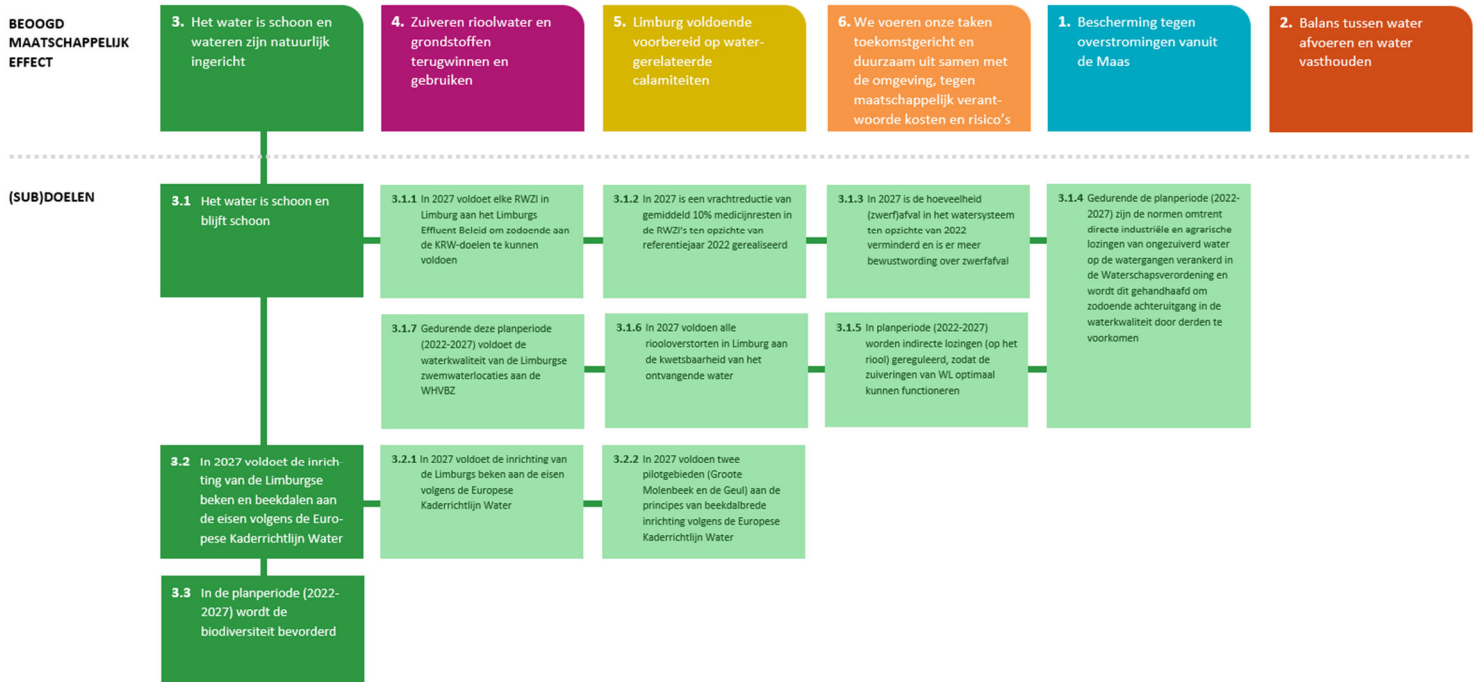 BEOOGD
MAATSCHAPPELIJK
EFFECT
3. Het water is schoon en
wateren zijn natuurlijk
ingericht
4. Zuiveren rioolwater en
grondstoffen
terugwinnen en
gebruiken
5. Limburg voldoende
voorbereid op water-
gerelateerde
calamiteiten
6. We voeren onze taken
toekomstgericht en
duurzaam uit samen met
de omgeving, tegen
maatschappelijk verant-
woorde kosten en risico's
1. Bescherming tegen
overstromingen vanuit
de Maas
2. Balans tussen water
afvoeren en water
vasthouden
(SUB)DOELEN
3.1 Het water is schoon en
blijft schoon
3.1.1 In 2027 voldoet elke RWZI in
Limburg aan het Limburgs
Effluent Beleid om zodoende aan
de KRW-doelen te kunnen
voldoen
3.1.2 In 2027 is een vrachtreductie van
gemiddeld 10% medicijnresten in
de RWZI's ten opzichte van
referentiejaar 2022 gerealiseerd
3.1.3 In 2027 is de hoeveelheid
(zwerf)afval in het watersysteem
ten opzichte van 2022
verminderd en is er meer
bewustwording over zwerfafval
3.1.4 Gedurende de planperiode (2022-
2027) zijn de normen omtrent
directe industriële en agrarische
lozingen van ongezuiverd water
op de watergangen verankerd in
de Waterschapsverordening en
wordt dit gehandhaafd om
zodoende achteruitgang in de
waterkwaliteit door derden te
voorkomen
3.1.7 Gedurende deze planperiode
(2022-2027) voldoet de
waterkwaliteit van de Limburgse
zwemwaterlocaties aan de
WHVBZ
3.1.6 In 2027 voldoen alle
riooloverstorten in Limburg aan
de kwetsbaarheid van het
ontvangende water
3.1.5 In planperiode (2022-2027)
worden indirecte lozingen (op het
riool) gereguleerd, zodat de
zuiveringen van WL optimaal
kunnen functioneren
3.2 In 2027 voldoet de inrich-
ting van de Limburgse
beken en beekdalen aan
de eisen volgens de Euro-
pese Kaderrichtlijn Water
3.2.1 In 2027 voldoet de inrichting van
de Limburgs beken aan de eisen
volgens de Europese
Kaderrichtlijn Water
3.2.2 In 2027 voldoen twee
pilotgebieden (Groote
Molenbeek en de Geul) aan de
principes van beekdalbrede
inrichting volgens de Europese
Kaderrichtlijn Water
3.3 In de planperiode (2022-
2027) wordt de
biodiversiteit bevorderd